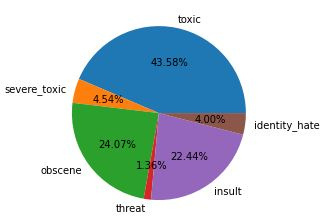 toxic
43.58%
severe_toxic
4.54%
4.00%
identity_hate
24.07%
1.36%
22.44%
obscene
insult
threat